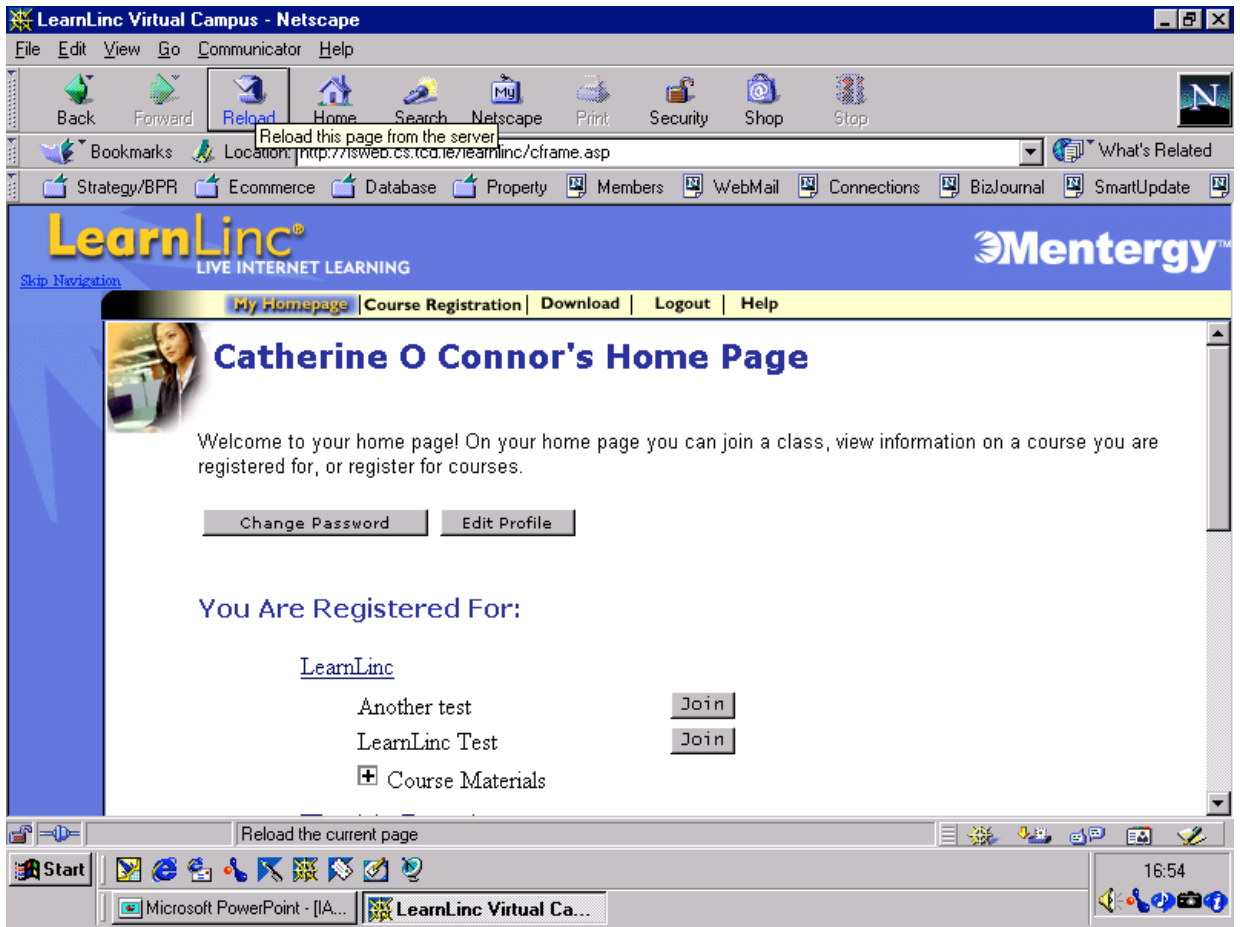 LearnLinc Virtual Campus - Netscape
File Edit View Go Communicator Help
Back Forward Reload Home Search Netscape Print Security Shop Stop
My
N
Reload this page from the server
Bookmarks Location: http://isweb.cs.tcd.ie/learnlinc/cframe.asp What's Related
Strategy/BPR Ecommerce Database Property Members WebMail Connections BizJournal SmartUpdate
LearnLinc®
LIVE INTERNET LEARNING
Mentergy™
Skip Navigation
My Homepage | Course Registration | Download | Logout | Help
Catherine O Connor's Home Page
Welcome to your home page! On your home page you can join a class, view information on a course you are
registered for, or register for courses.
Change Password Edit Profile
You Are Registered For:
LearnLinc
Another test Join
LearnLinc Test Join
Course Materials
Reload the current page
Start 16:54
Microsoft PowerPoint - [IA... LearnLinc Virtual Ca...